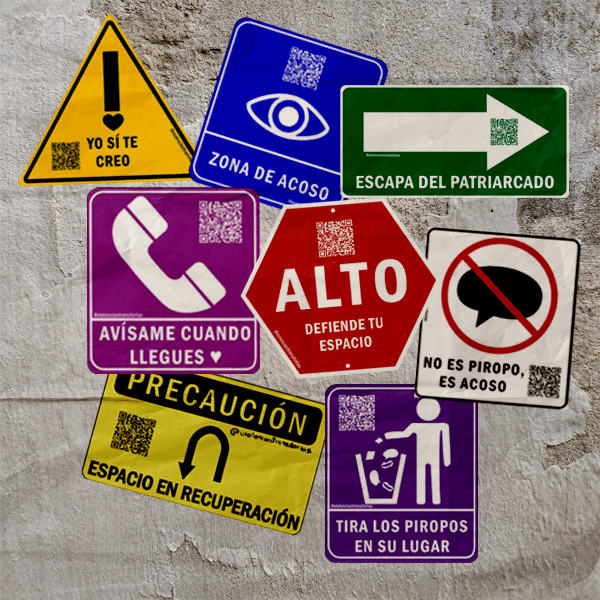 YO SÍ TE
CREO
ZONA DE ACOSO
ESCAPA DEL PATRIARCADO
AVÍSAME CUANDO
LLEGUES ♥
ALTO
DEFIENDE TU
ESPACIO
NO ES PIROPO,
ES ACOSO
PRECAUCIÓN
ESPACIO EN RECUPERACIÓN
TIRA LOS PIROPOS
EN SU LUGAR